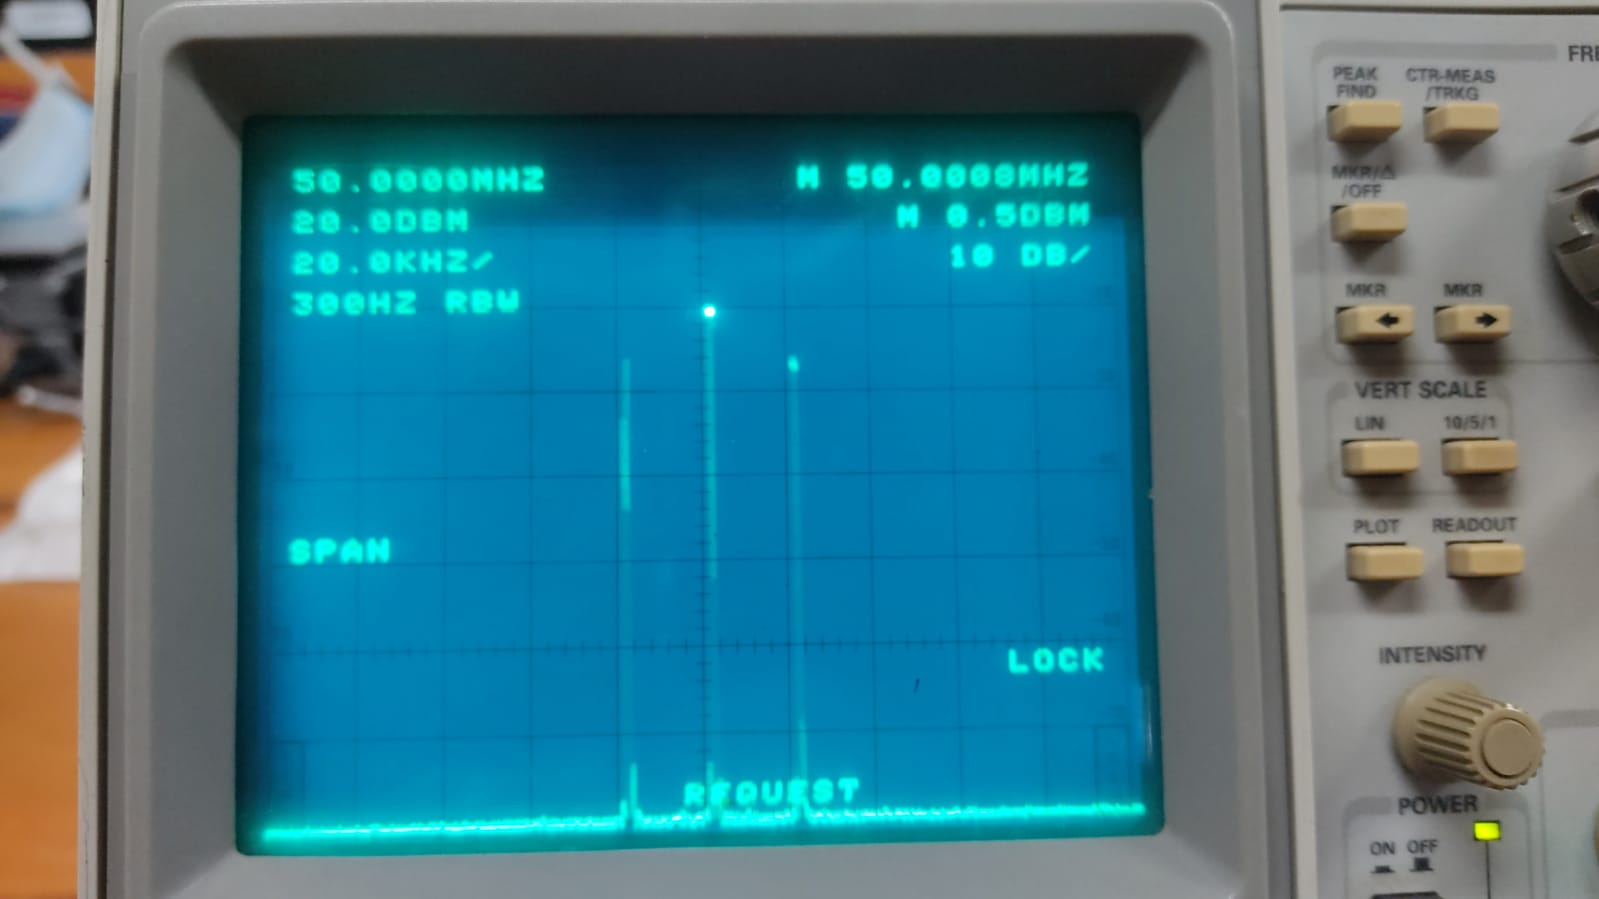 50.0000MHZ
M 50.0008MHZ
20.0DBM
M 0.5DBM
20.0KHZ/
10 DB/
300HZ RBW
SPAN
LOCK
REQUEST
PEAK
FIND
CTR-MEAS
/TRKG
MKR/△
/OFF
MKR
MKR
VERT SCALE
LIN
10/5/1
PLOT
READOUT
INTENSITY
POWER
ON OFF